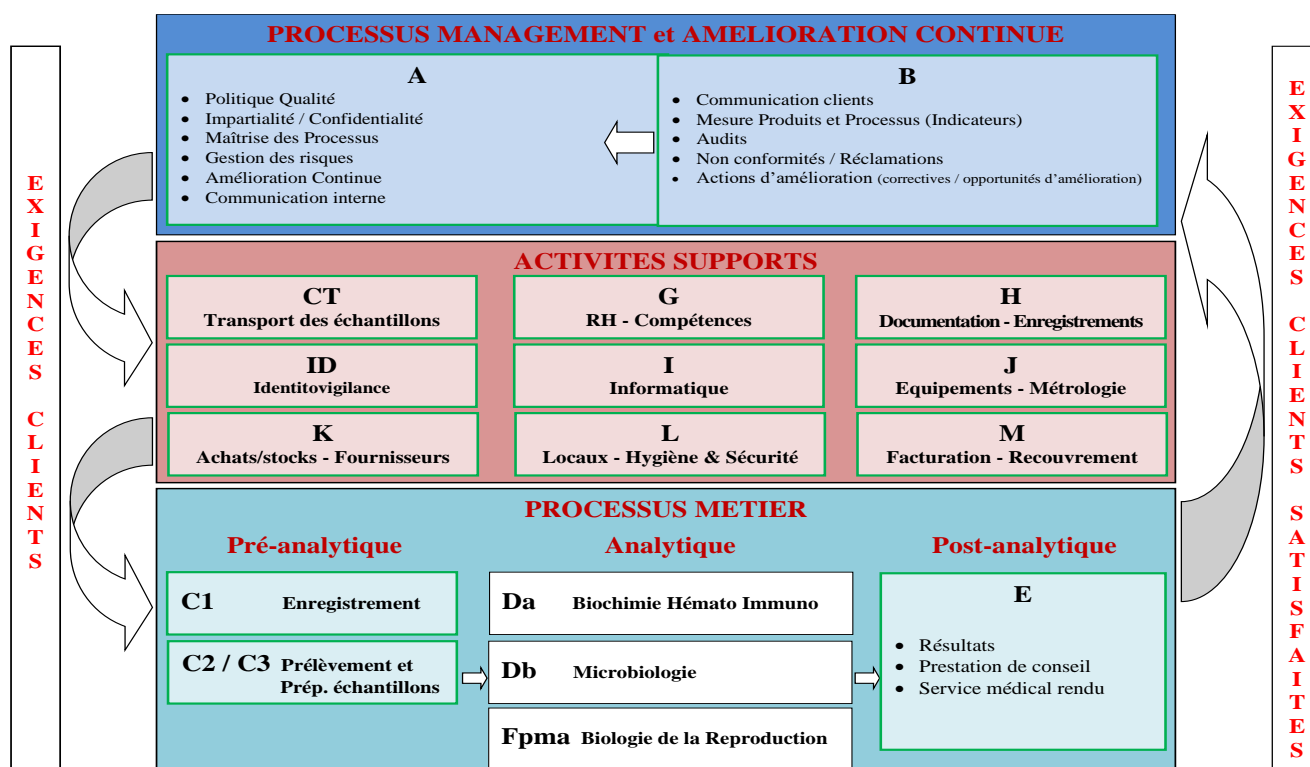 PROCESSUS MANAGEMENT et AMELIORATION CONTINUE
EXIGENCES CLIENTS
A
• Politique Qualité
• Impartialité / Confidentialité
• Maîtrise des Processus
• Gestion des risques
• Amélioration Continue
• Communication interne
B
• Communication clients
• Mesure Produits et Processus (Indicateurs)
• Audits
• Non conformités / Réclamations
• Actions d’amélioration (correctives / opportunités d’amélioration)
ACTIVITES SUPPORTS
CT
Transport des échantillons
G
RH - Compétences
H
Documentation - Enregistrements
ID
Identitovigilance
I
Informatique
J
Equipements - Métrologie
K
Achats/stocks - Fournisseurs
L
Locaux - Hygiène & Sécurité
M
Facturation - Recouvrement
PROCESSUS METIER
Pré-analytique
Analytique
Post-analytique
C1 Enregistrement
C2 / C3 Prélèvement et
Prép. échantillons
Da Biochimie Hémato Immuno
Db Microbiologie
Fpma Biologie de la Reproduction
E
• Résultats
• Prestation de conseil
• Service médical rendu
EXIGENCES CLIENTS SATISFAITES